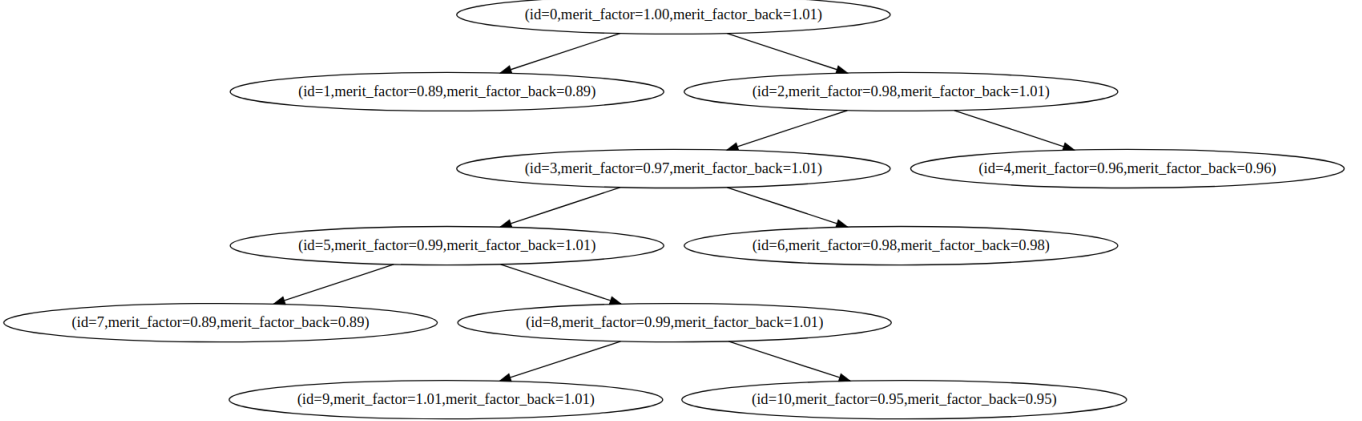 (id=0,merit_factor=1.00,merit_factor_back=1.01)
(id=1,merit_factor=0.89,merit_factor_back=0.89)
(id=2,merit_factor=0.98,merit_factor_back=1.01)
(id=3,merit_factor=0.97,merit_factor_back=1.01)
(id=4,merit_factor=0.96,merit_factor_back=0.96)
(id=5,merit_factor=0.99,merit_factor_back=1.01)
(id=6,merit_factor=0.98,merit_factor_back=0.98)
(id=7,merit_factor=0.89,merit_factor_back=0.89)
(id=8,merit_factor=0.99,merit_factor_back=1.01)
(id=9,merit_factor=1.01,merit_factor_back=1.01)
(id=10,merit_factor=0.95,merit_factor_back=0.95)